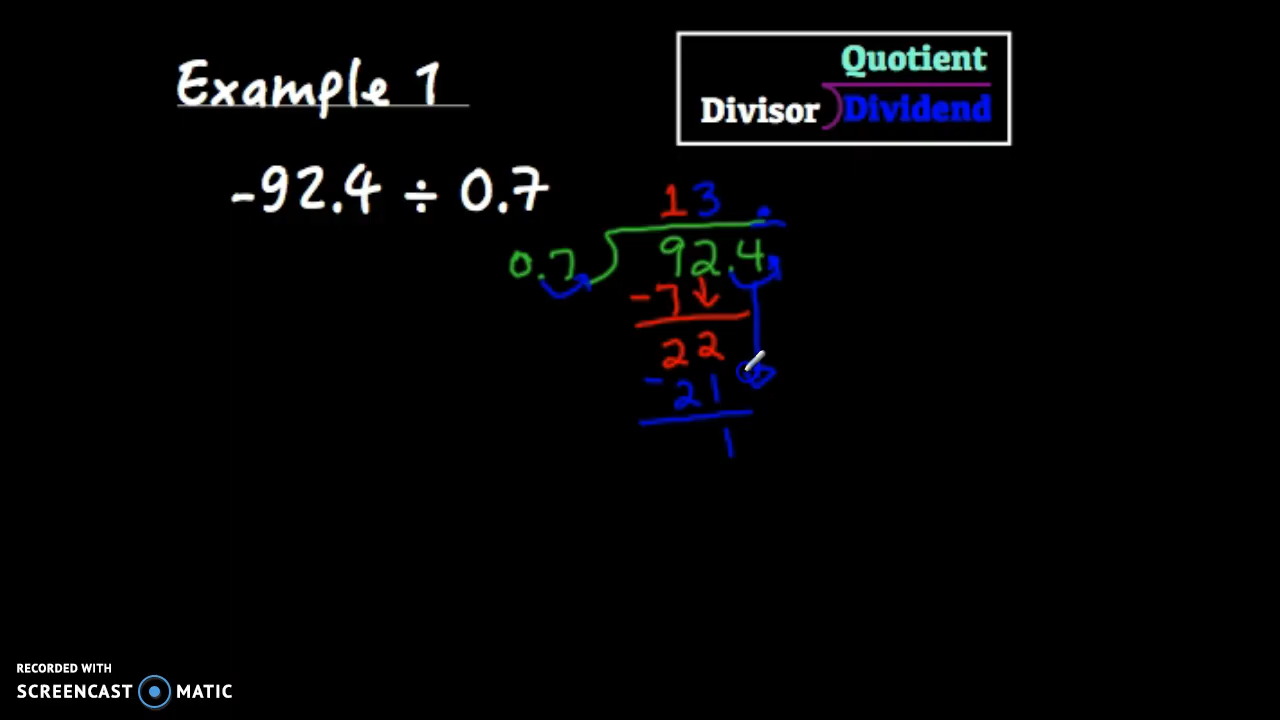 Example 1
Quotient
Divisor Dividend
-92.4 ÷ 0.7
13 .
0.7 92.4.
-7
22
-21
1
RECORDED WITH
SCREENCAST MATIC